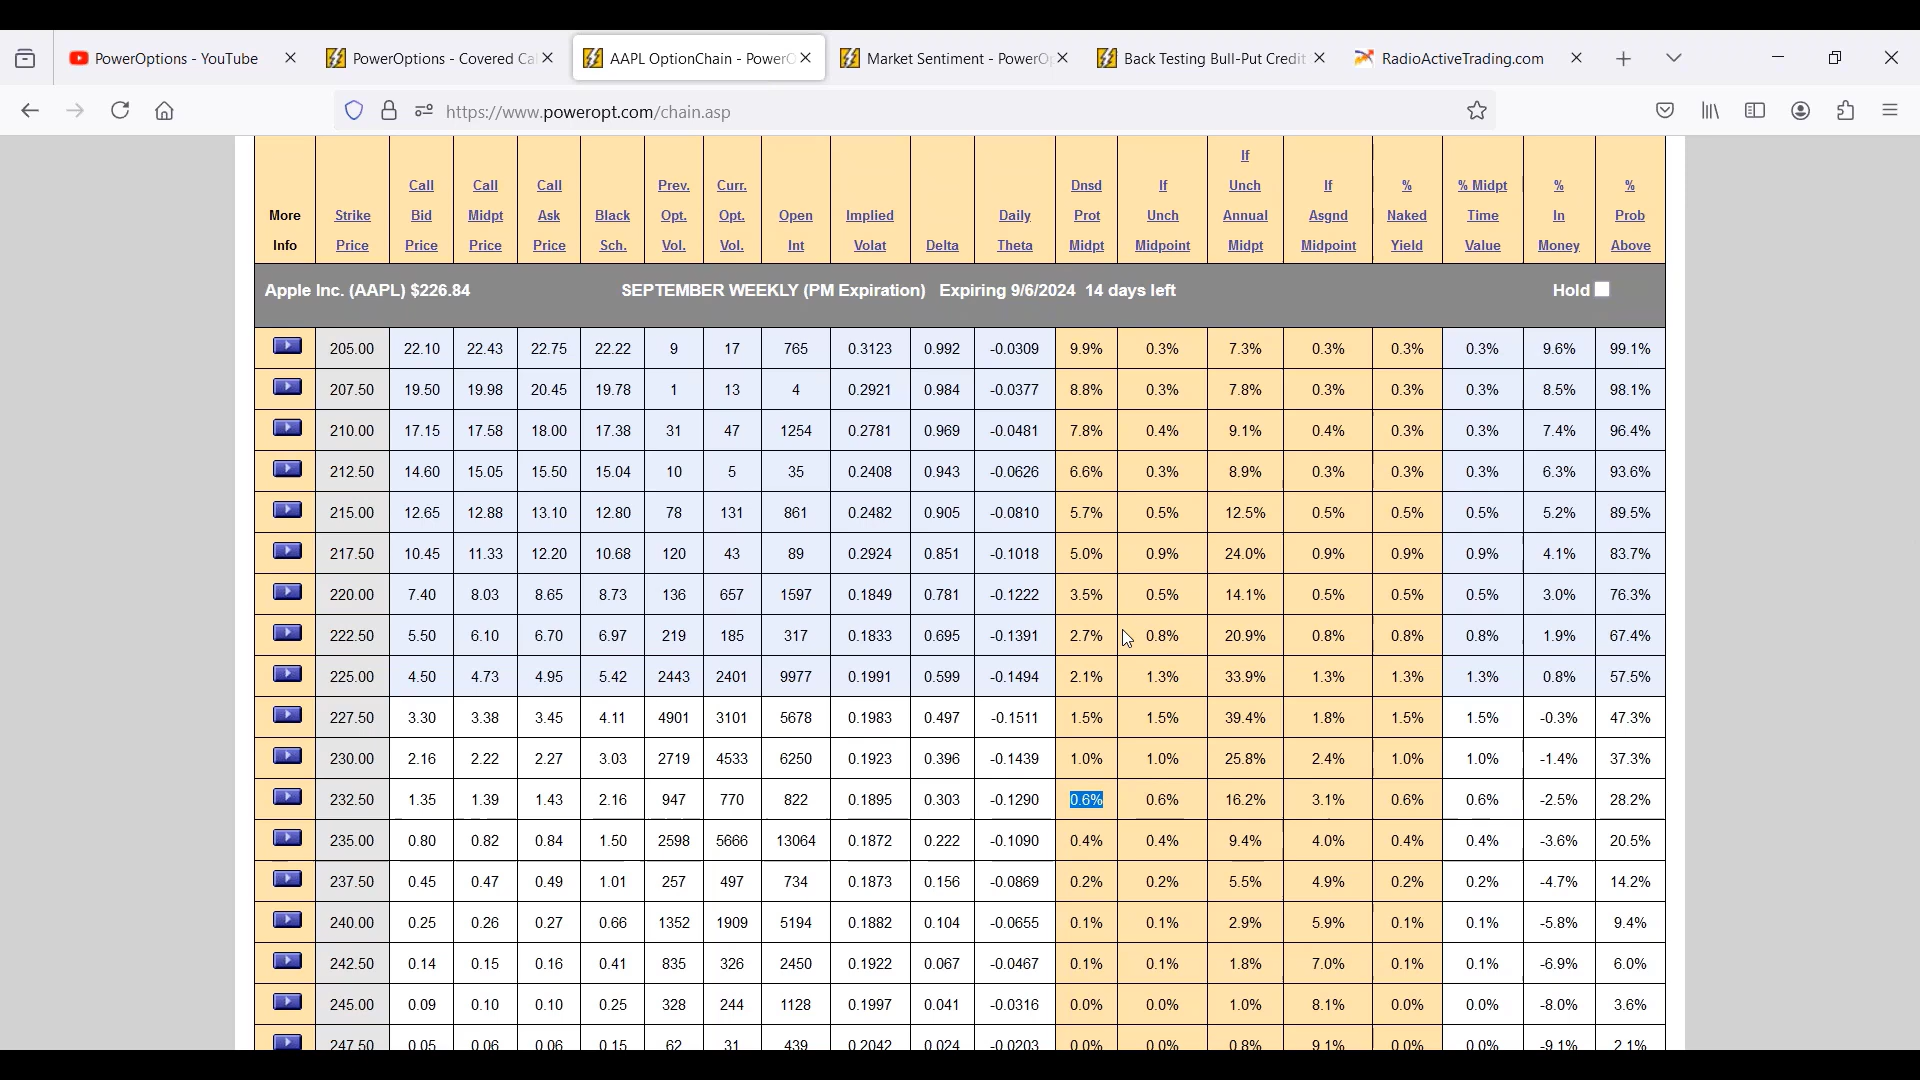 PowerOptions - YouTube
PowerOptions - Covered Ca
AAPL OptionChain - PowerO
Market Sentiment - PowerO
Back Testing Bull-Put Credit
RadioActiveTrading.com
https://www.poweropt.com/chain.asp
More Info Strike Price Call Bid Price Call Midpt Price Call Ask Price Black Sch. Prev. Opt. Vol. Curr. Opt. Vol. Open Int Implied Volat Delta Daily Theta Dnsd Prot Midpt If Unch Midpoint If Unch Annual Midpt If Asgnd Midpoint % Naked Yield % Midpt Time Value % In Money % Prob Above
Apple Inc. (AAPL) $226.84 SEPTEMBER WEEKLY (PM Expiration) Expiring 9/6/2024 14 days left Hold
205.00 22.10 22.43 22.75 22.22 9 17 765 0.3123 0.992 -0.0309 9.9% 0.3% 7.3% 0.3% 0.3% 0.3% 9.6% 99.1%
207.50 19.50 19.98 20.45 19.78 1 13 4 0.2921 0.984 -0.0377 8.8% 0.3% 7.8% 0.3% 0.3% 0.3% 8.5% 98.1%
210.00 17.15 17.58 18.00 17.38 31 47 1254 0.2781 0.969 -0.0481 7.8% 0.4% 9.1% 0.4% 0.3% 0.3% 7.4% 96.4%
212.50 14.60 15.05 15.50 15.04 10 5 35 0.2408 0.943 -0.0626 6.6% 0.3% 8.9% 0.3% 0.3% 0.3% 6.3% 93.6%
215.00 12.65 12.88 13.10 12.80 78 131 861 0.2482 0.905 -0.0810 5.7% 0.5% 12.5% 0.5% 0.5% 0.5% 5.2% 89.5%
217.50 10.45 11.33 12.20 10.68 120 43 89 0.2924 0.851 -0.1018 5.0% 0.9% 24.0% 0.9% 0.9% 0.9% 4.1% 83.7%
220.00 7.40 8.03 8.65 8.73 136 657 1597 0.1849 0.781 -0.1222 3.5% 0.5% 14.1% 0.5% 0.5% 0.5% 3.0% 76.3%
222.50 5.50 6.10 6.70 6.97 219 185 317 0.1833 0.695 -0.1391 2.7% 0.8% 20.9% 0.8% 0.8% 0.8% 1.9% 67.4%
225.00 4.50 4.73 4.95 5.42 2443 2401 9977 0.1991 0.599 -0.1494 2.1% 1.3% 33.9% 1.3% 1.3% 1.3% 0.8% 57.5%
227.50 3.30 3.38 3.45 4.11 4901 3101 5678 0.1983 0.497 -0.1511 1.5% 1.5% 39.4% 1.8% 1.5% 1.5% -0.3% 47.3%
230.00 2.16 2.22 2.27 3.03 2719 4533 6250 0.1923 0.396 -0.1439 1.0% 1.0% 25.8% 2.4% 1.0% 1.0% -1.4% 37.3%
232.50 1.35 1.39 1.43 2.16 947 770 822 0.1895 0.303 -0.1290 0.6% 0.6% 16.2% 3.1% 0.6% 0.6% -2.5% 28.2%
235.00 0.80 0.82 0.84 1.50 2598 5666 13064 0.1872 0.222 -0.1090 0.4% 0.4% 9.4% 4.0% 0.4% 0.4% -3.6% 20.5%
237.50 0.45 0.47 0.49 1.01 257 497 734 0.1873 0.156 -0.0869 0.2% 0.2% 5.5% 4.9% 0.2% 0.2% -4.7% 14.2%
240.00 0.25 0.26 0.27 0.66 1352 1909 5194 0.1882 0.104 -0.0655 0.1% 0.1% 2.9% 5.9% 0.1% 0.1% -5.8% 9.4%
242.50 0.14 0.15 0.16 0.41 835 326 2450 0.1922 0.067 -0.0467 0.1% 0.1% 1.8% 7.0% 0.1% 0.1% -6.9% 6.0%
245.00 0.09 0.10 0.10 0.25 328 244 1128 0.1997 0.041 -0.0316 0.0% 0.0% 1.0% 8.1% 0.0% 0.0% -8.0% 3.6%
247.50 0.05 0.06 0.06 0.15 62 31 439 0.2042 0.024 -0.0203 0.0% 0.0% 0.8% 9.1% 0.0% 0.0% -9.1% 2.1%